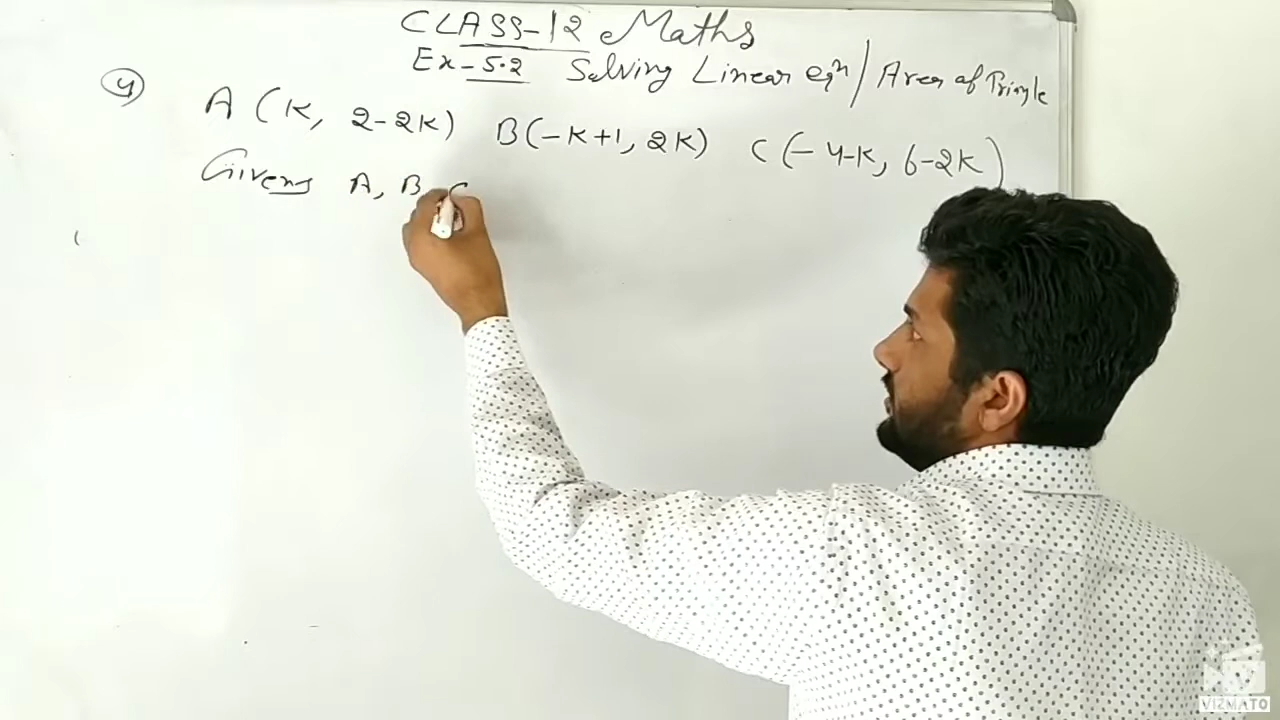 CLASS-12 Maths
Ex-5.2 Solving Linear eqn / Area of Triangle
4) A (K, 2-2K) B(-K+1, 2K) C(-4-K, 6-2K)
Given A, B, C
VIZMATO